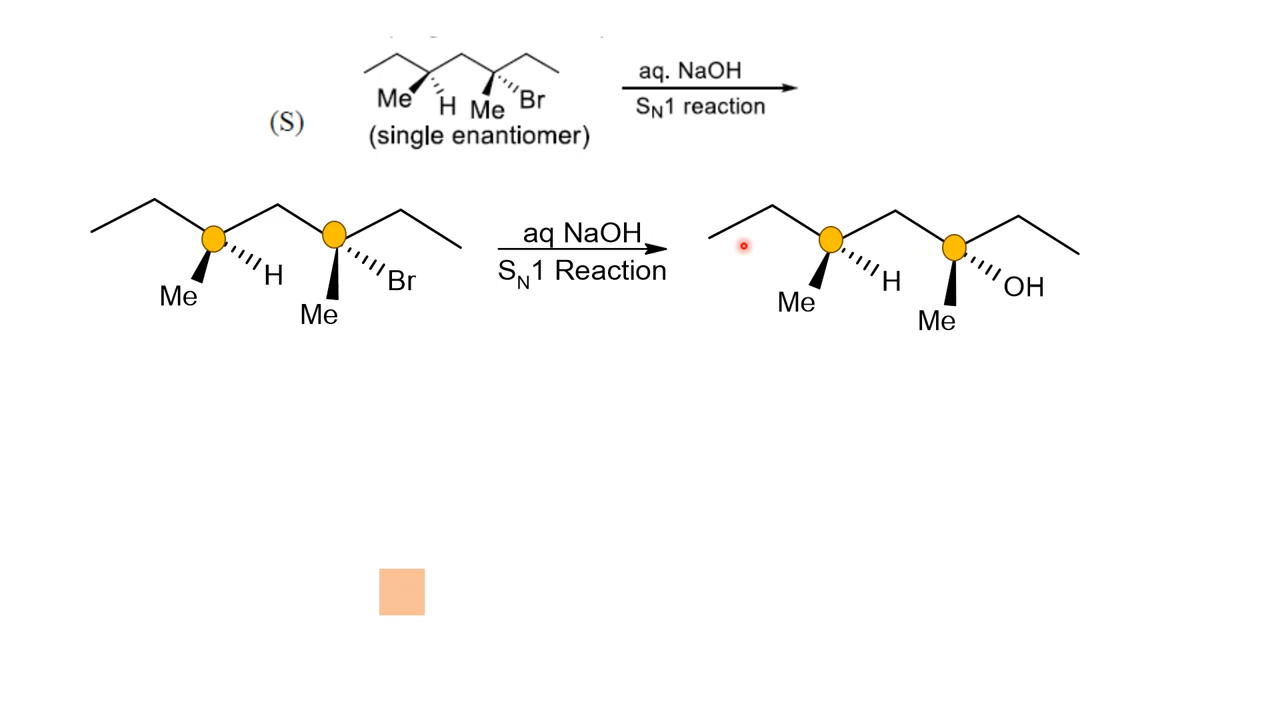 aq. NaOH
Me H Me Br
SN1 reaction
(S)
(single enantiomer)
aq NaOH
SN1 Reaction
Me H Me Br
Me H Me OH